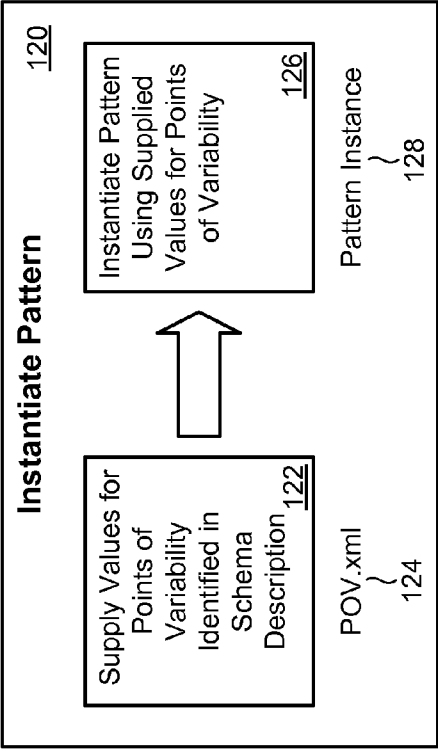 Instantiate Pattern
120
Supply Values for
Points of
Variability
Identified in
Schema
Description
122
POV.xml
124
Instantiate Pattern
Using Supplied
Values for Points
of Variability
126
Pattern Instance
128